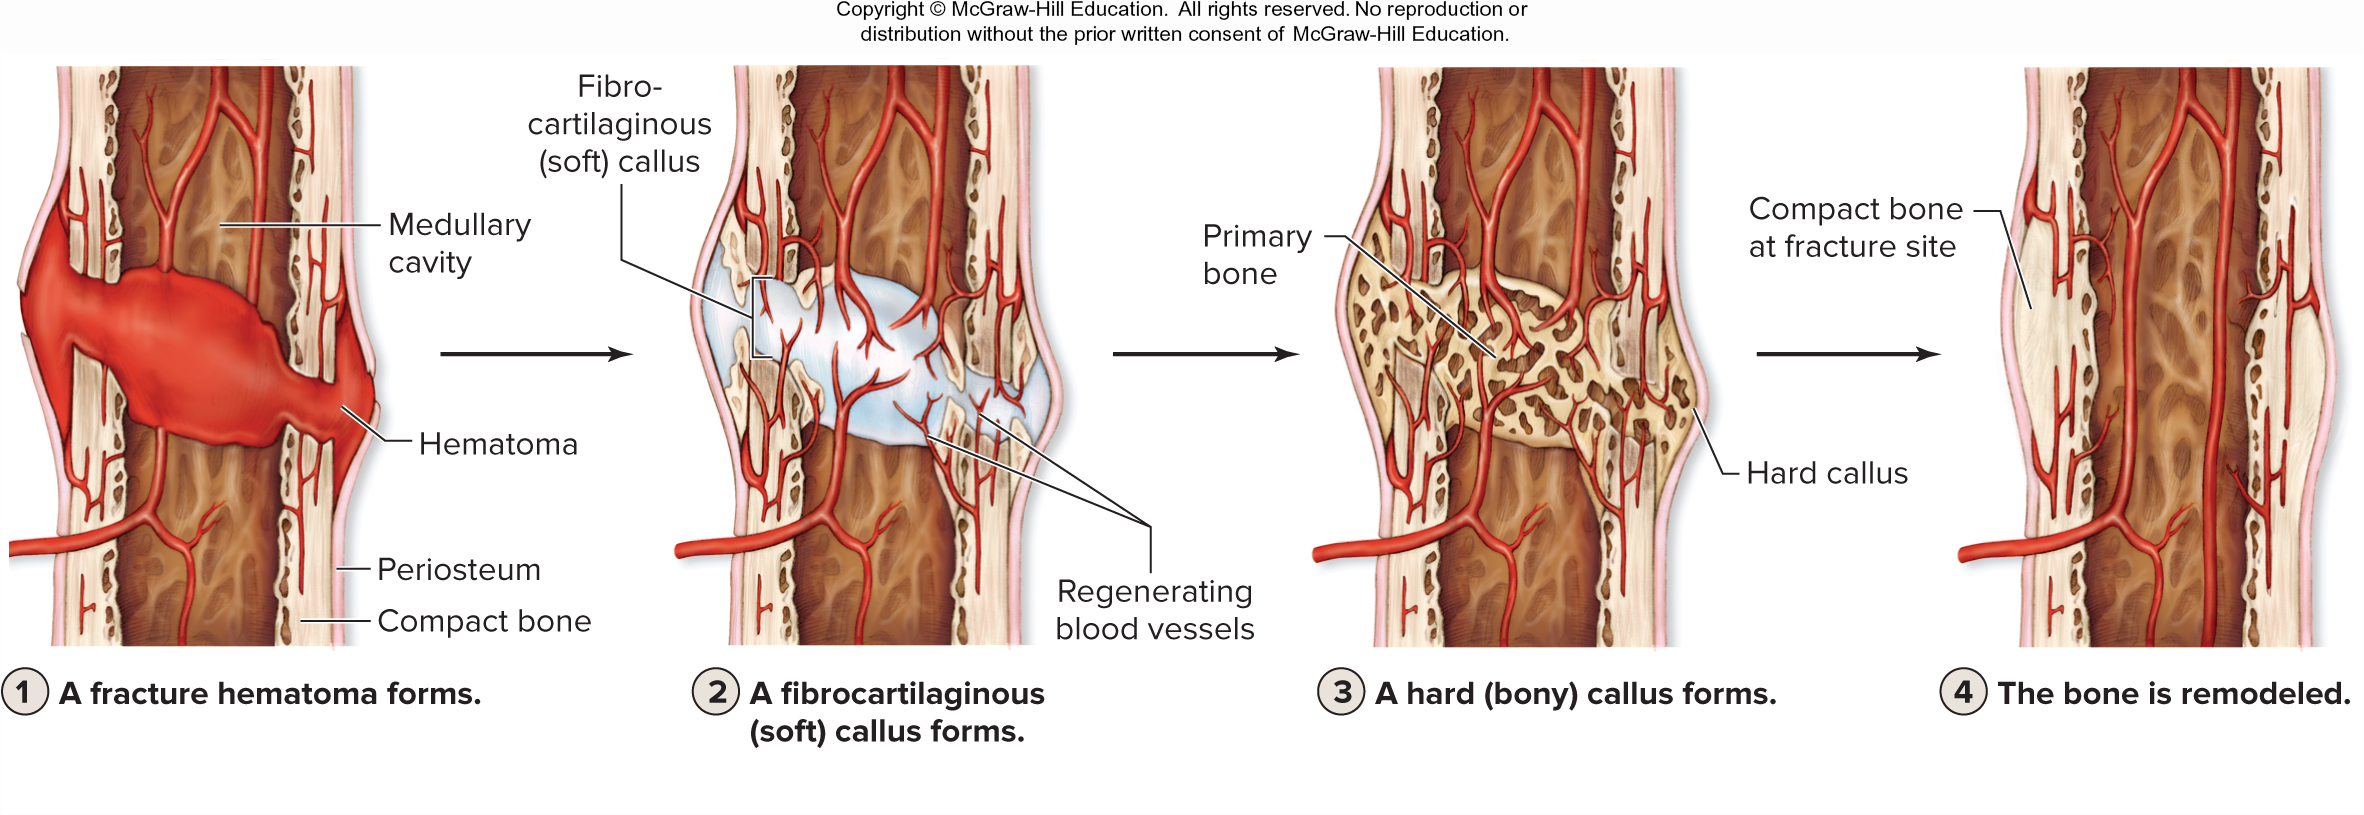 Copyright © McGraw-Hill Education.  All rights reserved. No reproduction or
distribution without the prior written consent of McGraw-Hill Education.
Medullary
cavity
Hematoma
Periosteum
Compact bone
1 A fracture hematoma forms.
Fibro-
cartilaginous
(soft) callus
Regenerating
blood vessels
2 A fibrocartilaginous
(soft) callus forms.
Primary
bone
Hard callus
3 A hard (bony) callus forms.
Compact bone
at fracture site
4 The bone is remodeled.